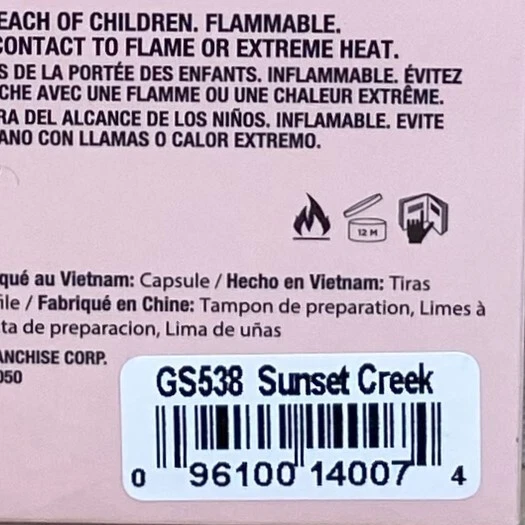 EACH OF CHILDREN. FLAMMABLE.
CONTACT TO FLAME OR EXTREME HEAT.
S DE LA PORTÉE DES ENFANTS. INFLAMMABLE. ÉVITEZ
CHE AVEC UNE FLAMME OU UNE CHALEUR EXTRÊME.
RA DEL ALCANCE DE LOS NIÑOS. INFLAMABLE. EVITE
ANO CON LLAMAS O CALOR EXTREMO.
12 M
qué au Vietnam: Capsule / Hecho en Vietnam: Tiras
ile / Fabriqué en Chine: Tampon de preparation, Limes à
ta de preparacion, Lima de uñas
ANCHISE CORP.
050
GS538 Sunset Creek
0 96100 14007 4